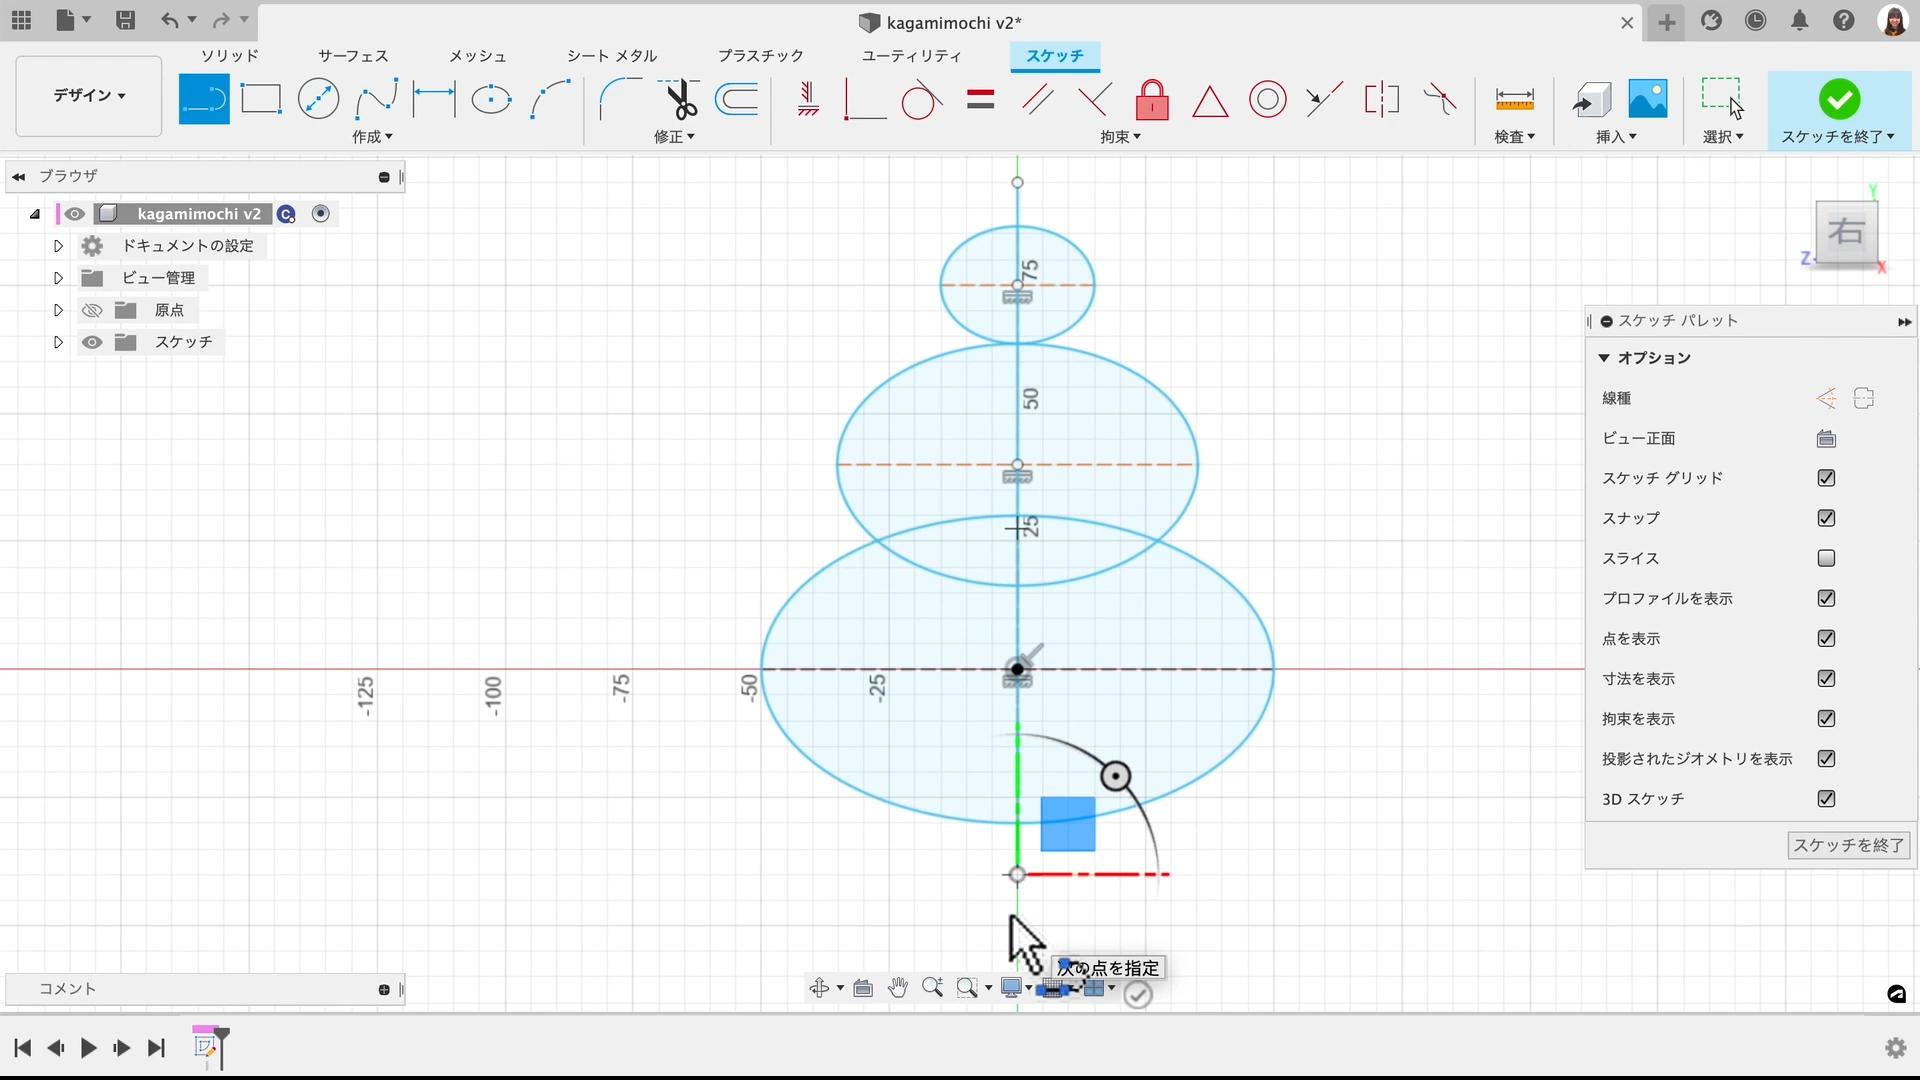 kagamimochi v2*
ソリッド
サーフェス
メッシュ
シート メタル
プラスチック
ユーティリティ
スケッチ
デザイン
作成
修正
拘束
検査
挿入
選択
スケッチを終了
ブラウザ
kagamimochi v2
ドキュメントの設定
ビュー管理
原点
スケッチ
75
50
25
-125
-100
-75
-50
-25
Y
右
Z
X
スケッチ パレット
オプション
線種
ビュー正面
スケッチ グリッド
スナップ
スライス
プロファイルを表示
点を表示
寸法を表示
拘束を表示
投影されたジオメトリを表示
3D スケッチ
スケッチを終了
次の点を指定
コメント